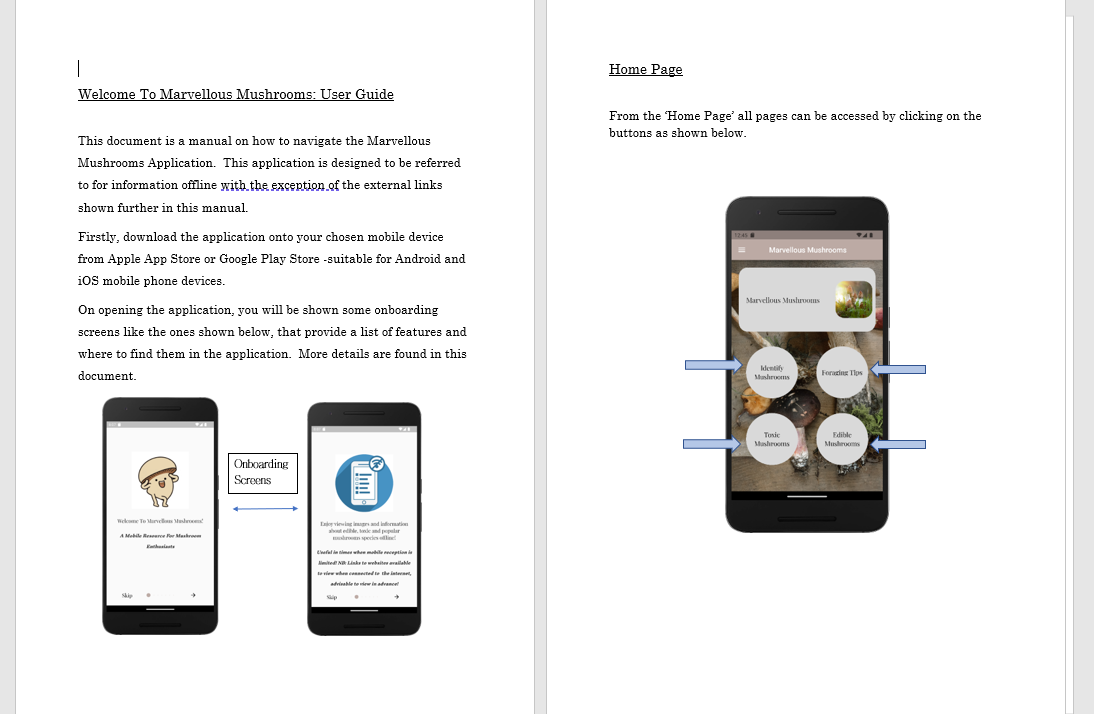 Welcome To Marvellous Mushrooms: User Guide
This document is a manual on how to navigate the Marvellous
Mushrooms Application.  This application is designed to be referred
to for information offline with the exception of the external links
shown further in this manual.
Firstly, download the application onto your chosen mobile device
from Apple App Store or Google Play Store -suitable for Android and
iOS mobile phone devices.
On opening the application, you will be shown some onboarding
screens like the ones shown below, that provide a list of features and
where to find them in the application.  More details are found in this
document.
Welcome To Marvellous Mushrooms!
A Mobile Resource For Mushroom
Enthusiasts
Skip
Onboarding
Screens
Enjoy viewing images and information
about edible, toxic and popular
mushrooms species offline!
Useful in times when mobile reception is
limited! NB: Links to websites available
to view when connected to the internet,
advisable to view in advance!
Skip
Home Page
From the ‘Home Page’ all pages can be accessed by clicking on the
buttons as shown below.
Marvellous Mushrooms
Marvellous Mushrooms
Identify
Mushrooms
Foraging Tips
Toxic
Mushrooms
Edible
Mushrooms